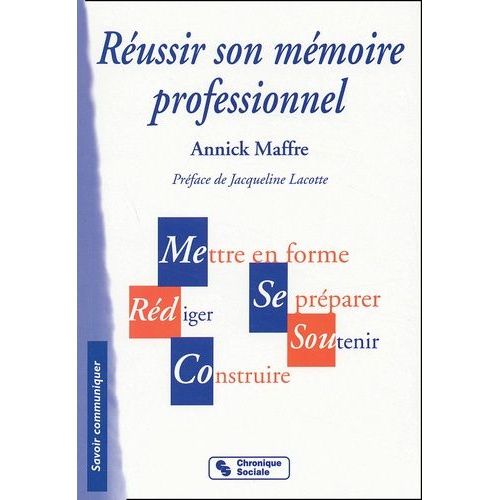 Réussir son mémoire
professionnel
Annick Maffre
Préface de Jacqueline Lacotte
Mettre en forme
Se préparer
Rédiger
Soutenir
Construire
Savoir communiquer
Chronique
Sociale